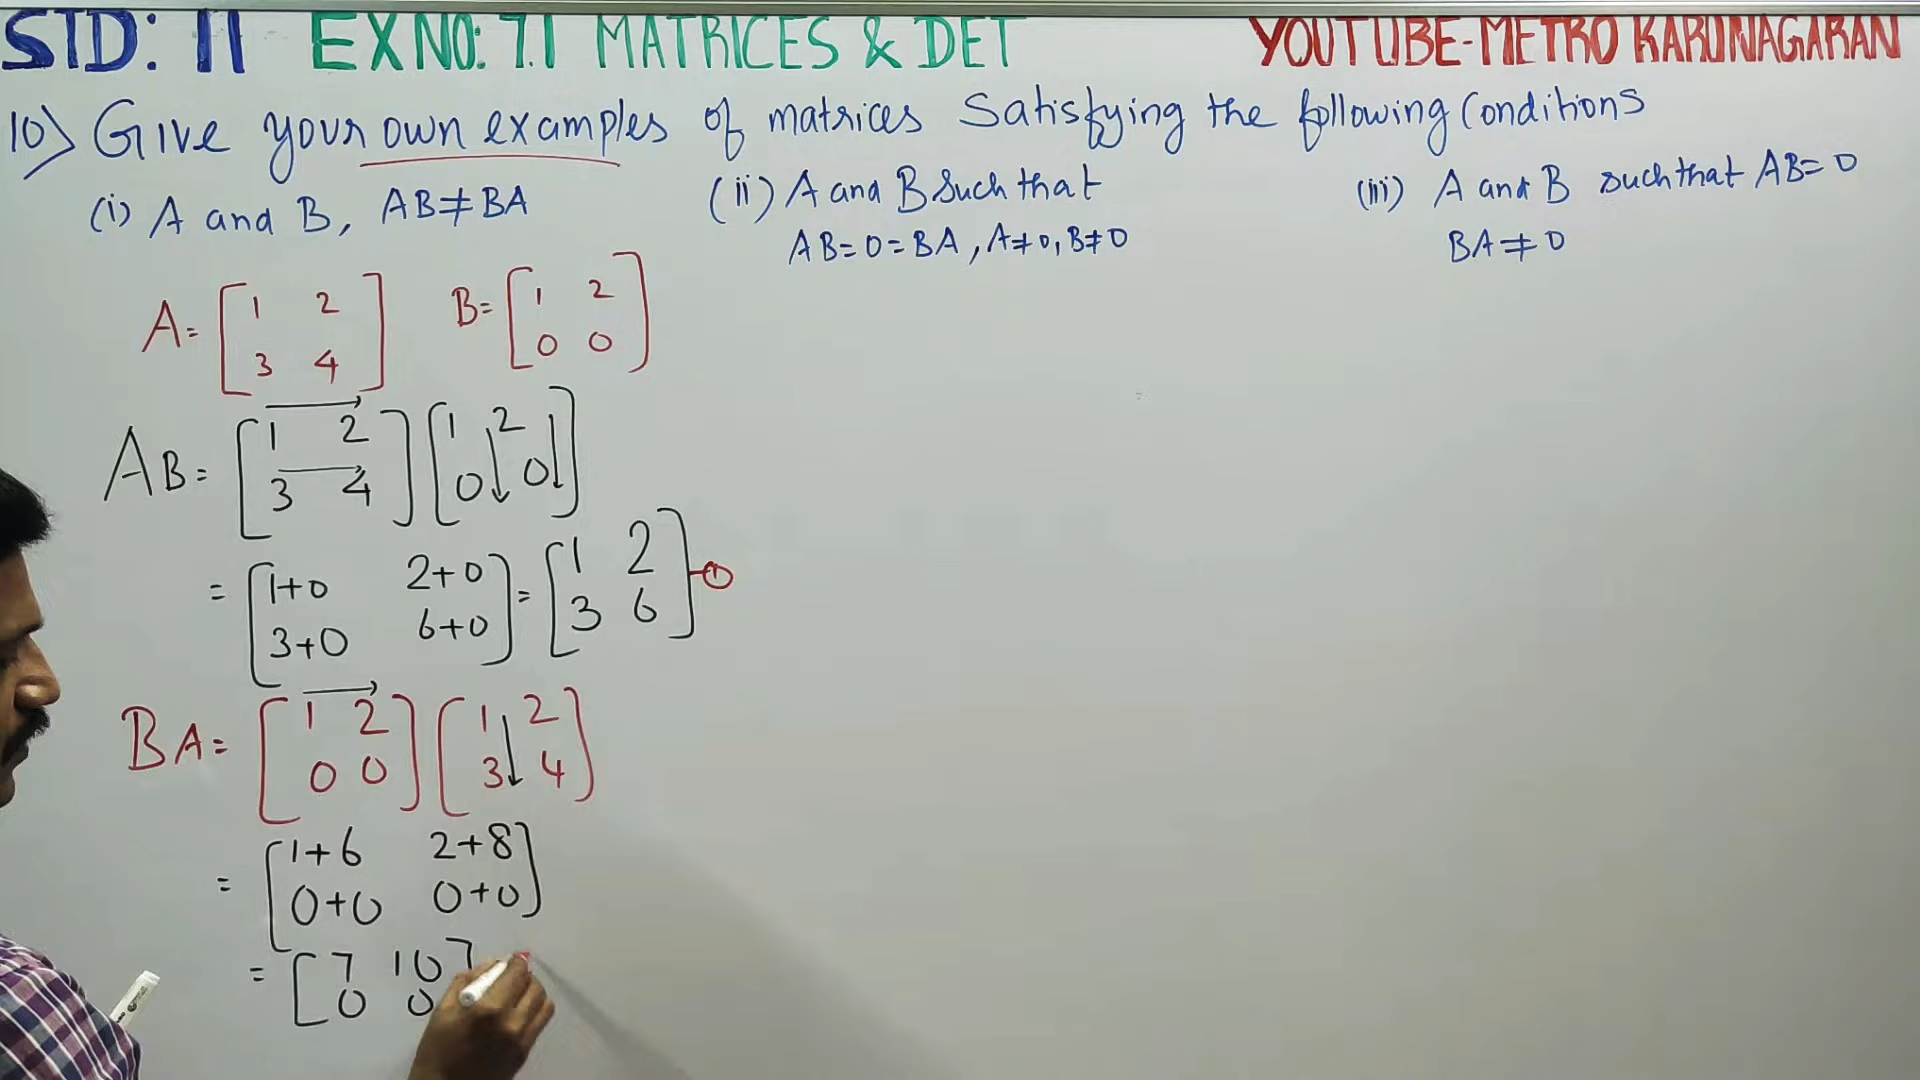 STD: 11 EX NO: 7.1 MATRICES & DET YOUTUBE-METRO KARUNAGARAN
10) Give your own examples of matrices Satisfying the following Conditions
(i) A and B, AB≠BA
(ii) A and B Such that
AB=0=BA, A≠0, B≠0
(iii) A and B such that AB=0
BA≠0
A= [1 2
3 4]
B= [1 2
0 0]
AB= [1 2
3 4] [1 2
0 0]
= [1+0 2+0
3+0 6+0] = [1 2
3 6] -①
BA= [1 2
0 0] [1 2
3 4]
= [1+6 2+8
0+0 0+0]
= [7 10
0 0